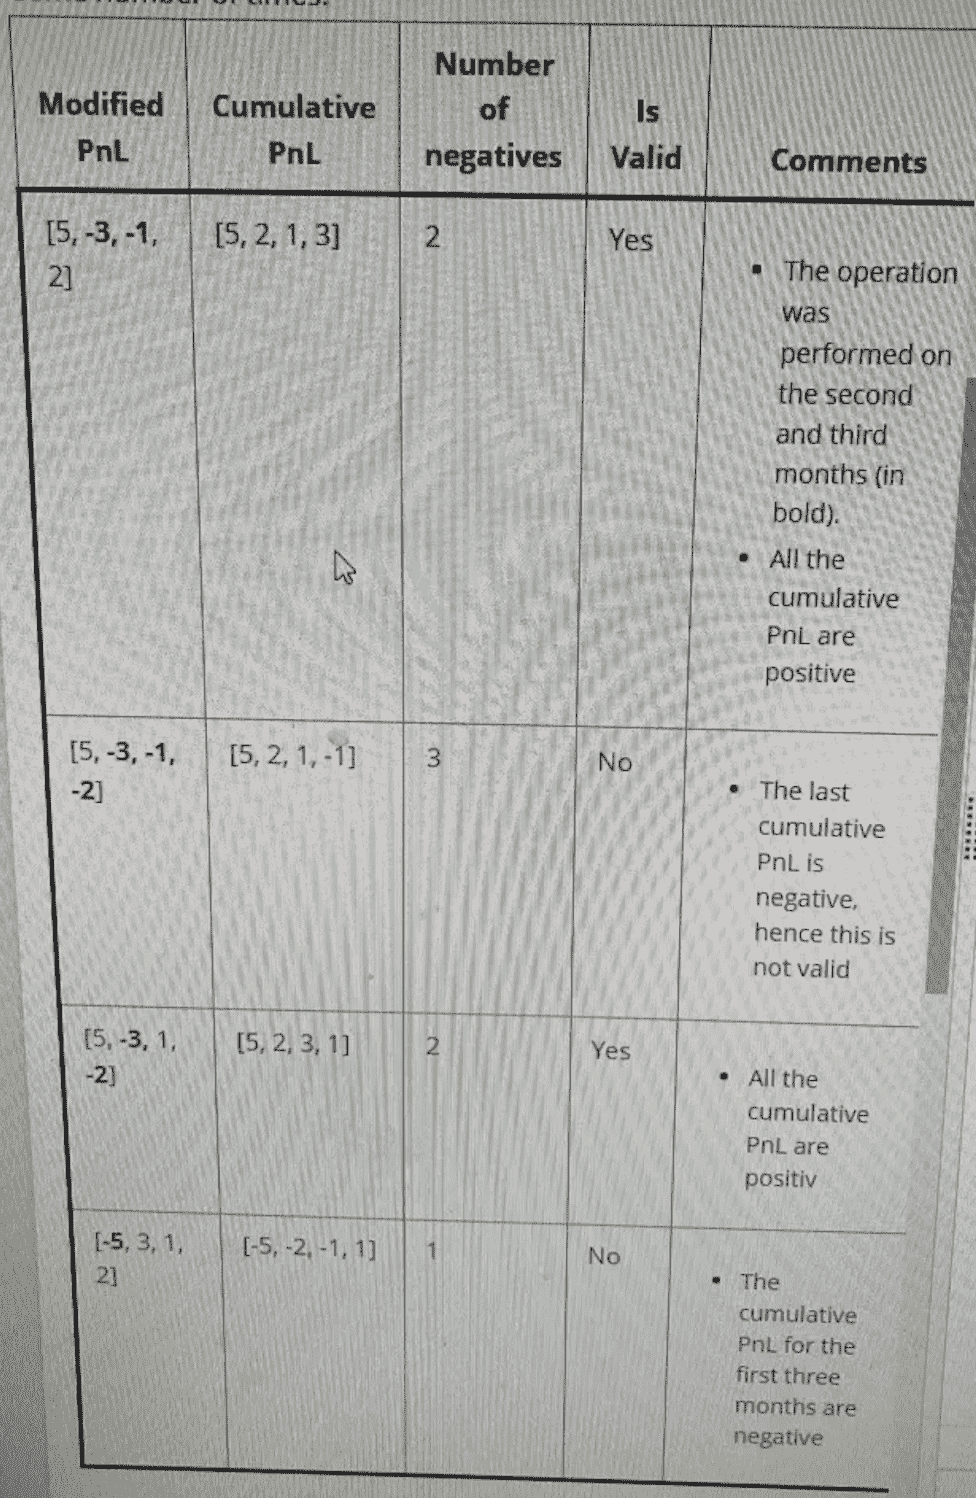 Modified PnL
Cumulative PnL
Number of negatives
Is Valid
Comments
[5, -3, -1,
2]
[5, 2, 1, 3]
2
Yes
• The operation
was
performed on
the second
and third
months (in
bold).
• All the
cumulative
PnL are
positive
[5, -3, -1,
-2]
[5, 2, 1, -1]
3
No
• The last
cumulative
PnL is
negative,
hence this is
not valid
[5, -3, 1,
-2]
[5, 2, 3, 1]
2
Yes
• All the
cumulative
PnL are
positiv
[-5, 3, 1,
2]
[-5, -2, -1, 1]
1
No
• The
cumulative
PnL for the
first three
months are
negative